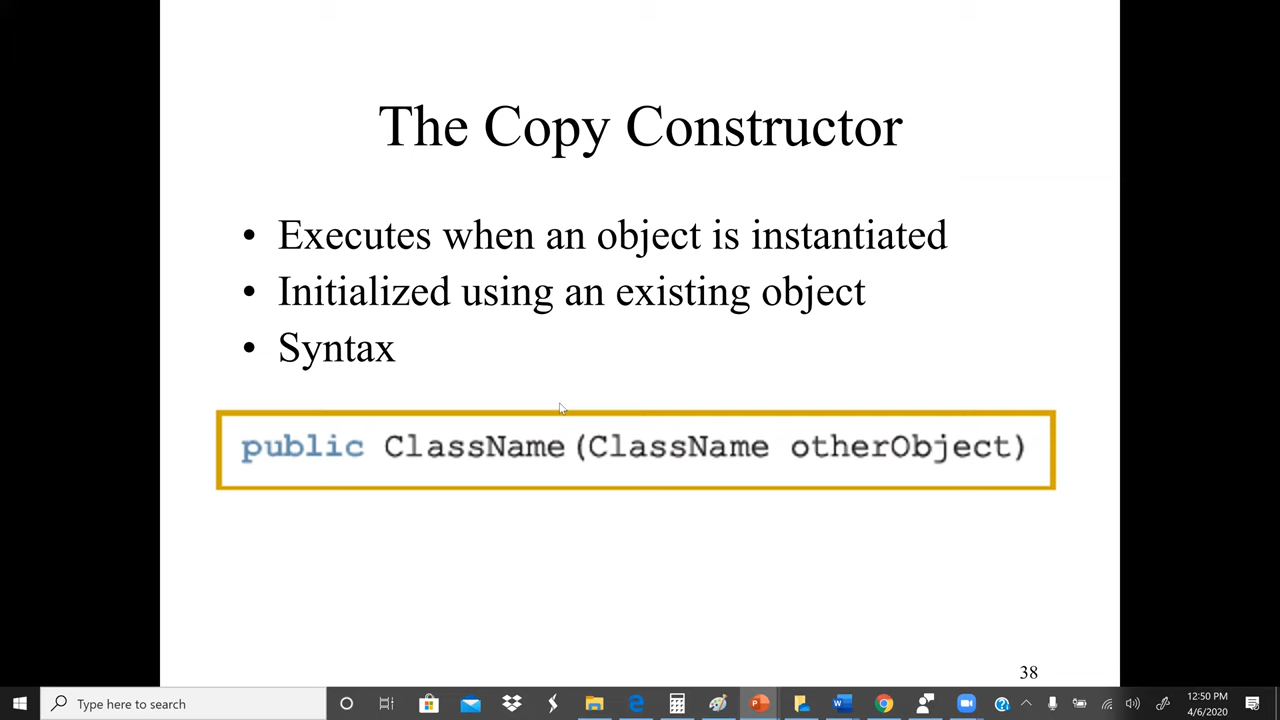 The Copy Constructor
• Executes when an object is instantiated
• Initialized using an existing object
• Syntax
public ClassName(ClassName otherObject)
38
Type here to search
12:50 PM
4/6/2020